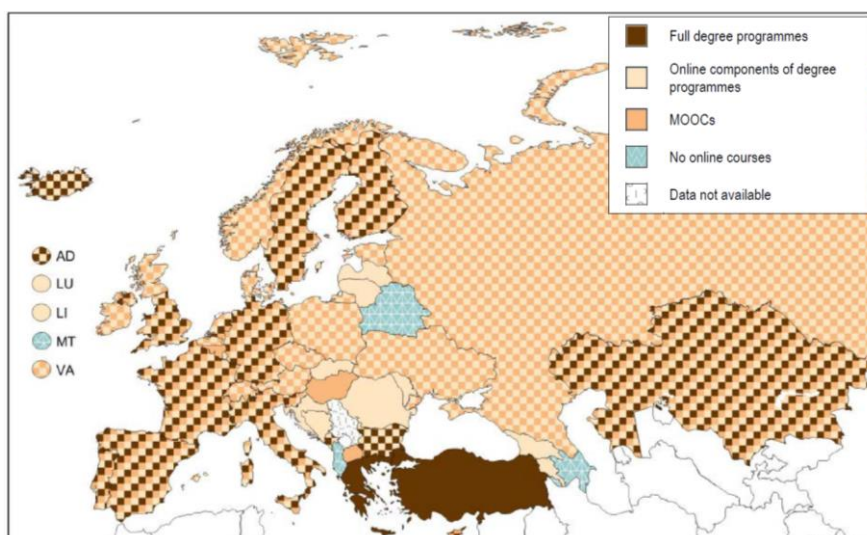 Full degree programmes
Online components of degree
programmes
MOOCs
No online courses
Data not available
AD
LU
LI
MT
VA